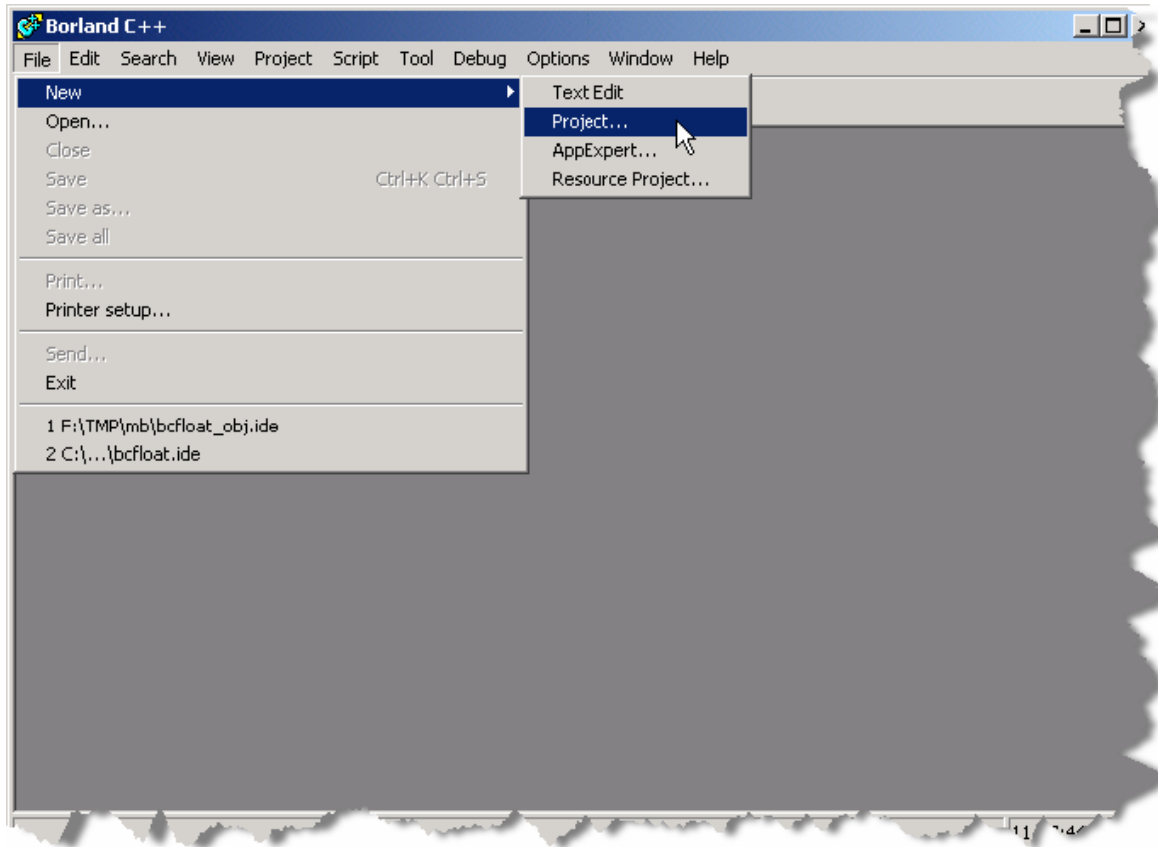 Borland C++
File Edit Search View Project Script Tool Debug Options Window Help
New
Open...
Close
Save Ctrl+K Ctrl+S
Save as...
Save all
Print...
Printer setup...
Send...
Exit
1 F:\TMP\mb\bcfloat_obj.ide
2 C:\...\bcfloat.ide
Text Edit
Project...
AppExpert...
Resource Project...